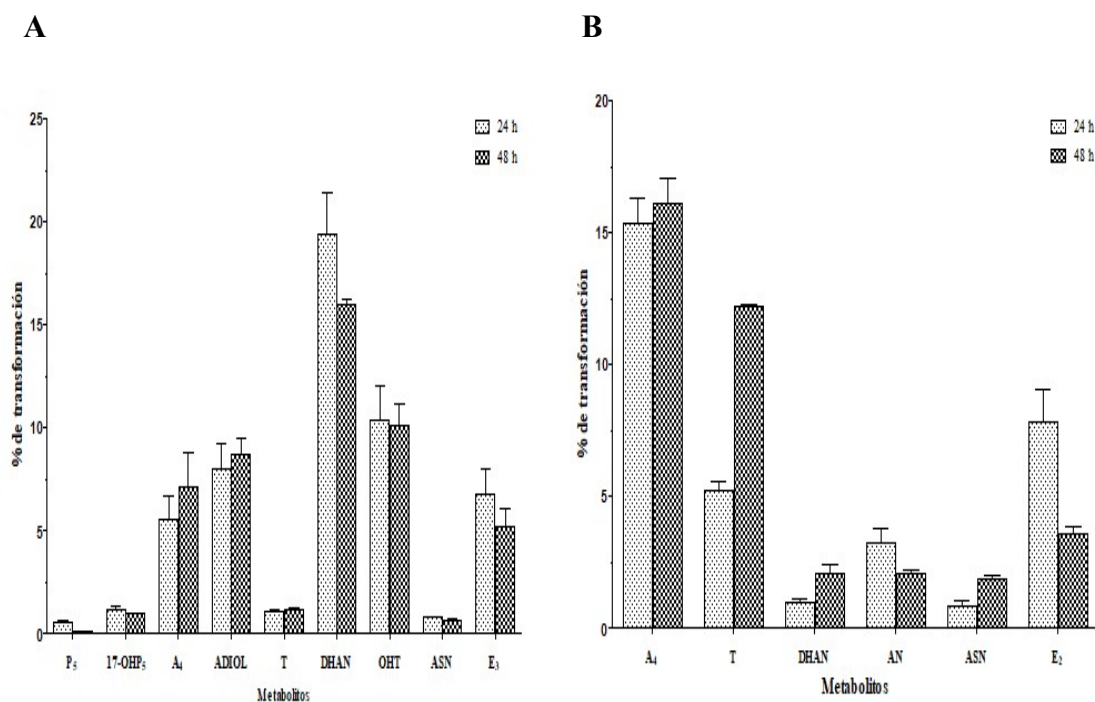 A
B
25
20
15
10
5
0
% de transformación
24 h
48 h
P₅ 17-OHP₅ A₄ ADIOL T DHAN OHT ASN E₃
Metabolitos
20
15
10
5
0
% de transformación
24 h
48 h
A₄ T DHAN AN ASN E₂
Metabolitos